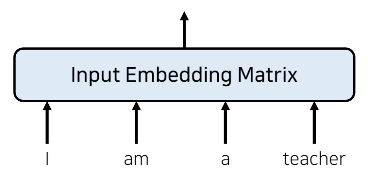 Input Embedding Matrix
I am a teacher